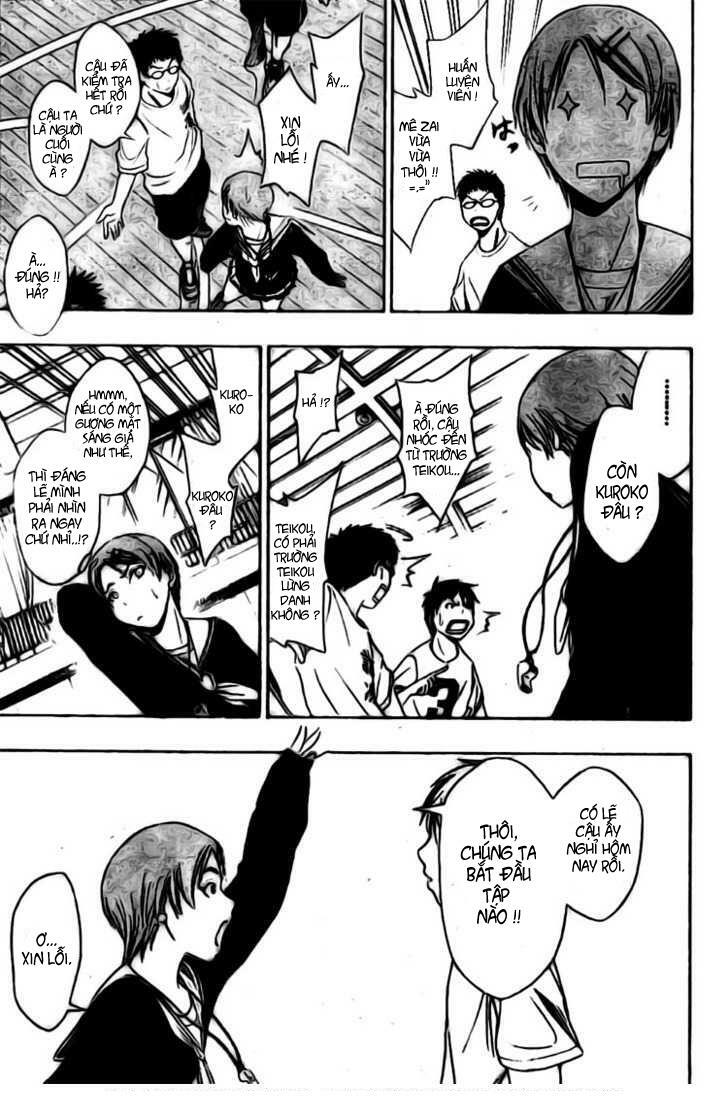 HUẤN
LUYỆN
VIÊN !
MÊ ZAI
VỪA
VỪA
THÔI !!
=.="
はっ
ẤY...
XIN
LỖI
NHÉ !
CẬU ĐÃ
KIỂM TRA
HẾT RỒI
CHỨ ?
CẬU TA
LÀ NGƯỜI
CUỐI
CÙNG
À ?
À...
ĐÚNG !!
HẢ?
..........
CÒN
KUROKO
ĐÂU ?
À ĐÚNG
RỒI, CẬU
NHÓC ĐẾN
TỪ TRƯỜNG
TEIKOU...
HẢ !?
TEIKOU,
CÓ PHẢI
TRƯỜNG
TEIKOU
LỪNG
DANH
KHÔNG ?
3
KURO-
KO
KUROKO
ĐÂU ?
HMMM,
NẾU CÓ MỘT
GƯƠNG MẶT
SÁNG GIÁ
NHƯ THẾ,
THÌ ĐÁNG
LẼ MÌNH
PHẢI NHÌN
RA NGAY
CHỨ NHỈ..!?
CÓ LẼ
CẬU ẤY
NGHỈ HÔM
NAY RỒI.
THÔI,
CHÚNG TA
BẮT ĐẦU
TẬP
NÀO !!
Ơ...
XIN LỖI.